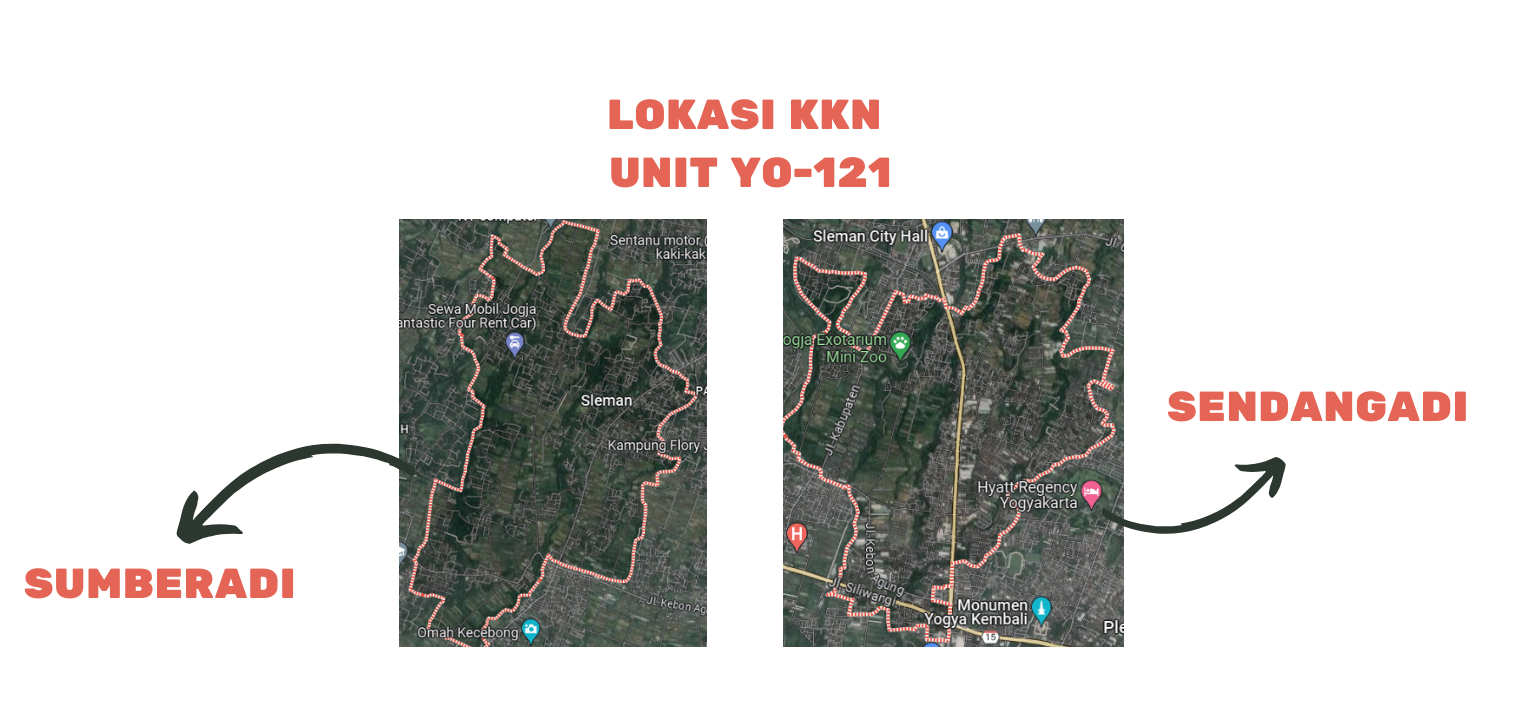 LOKASI KKN
UNIT YO-121
Sentanu motor (
kaki-kak
Sewa Mobil Jogja
antastic Four Rent Car)
Sleman
PA
H
Kampung Flory J
Jl. Kebon Ag
Omah Kecebong
SUMBERADI
Sleman City Hall
ogja Exotarium
Mini Zoo
Jl. Kabupaten
Hyatt Regency
Yogyakarta
H
Jl. Kebon Agung
Jl. Siliwangi
Monumen
Yogya Kembali
15
Ple
SENDANGADI